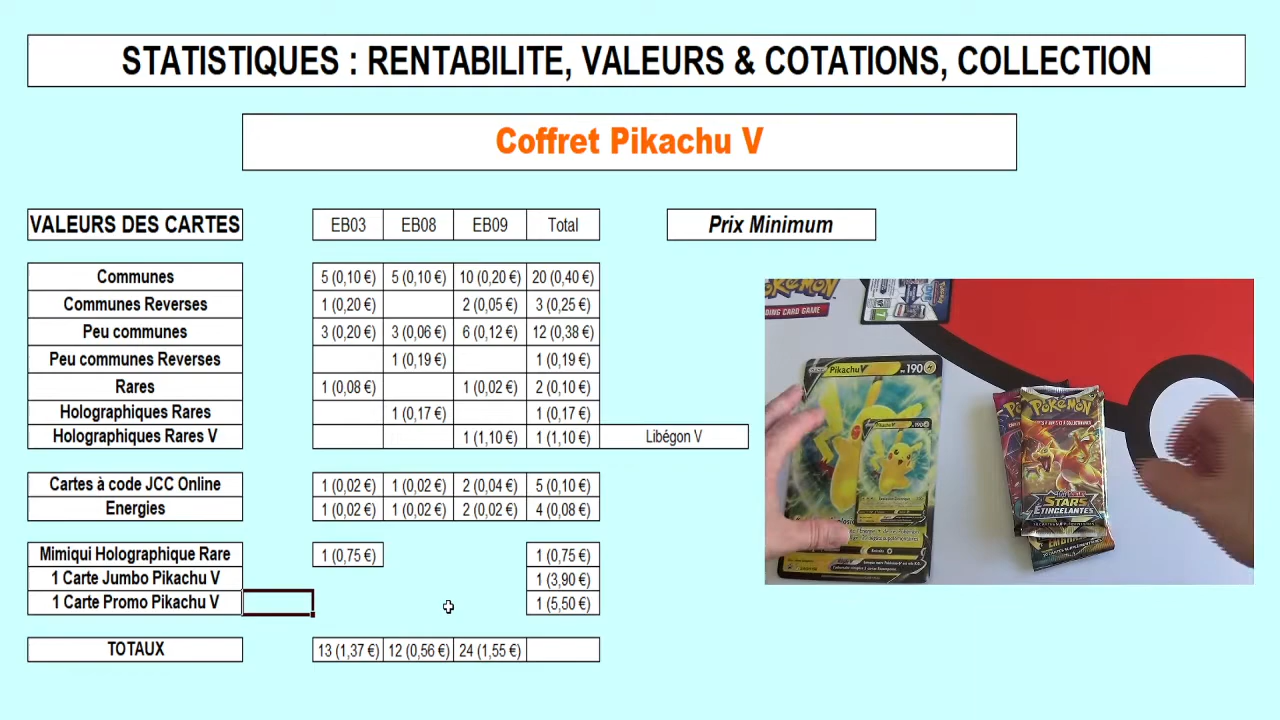 STATISTIQUES : RENTABILITE, VALEURS & COTATIONS, COLLECTION
Coffret Pikachu V
VALEURS DES CARTES EB03 EB08 EB09 Total Prix Minimum
Communes 5 (0,10 €) 5 (0,10 €) 10 (0,20 €) 20 (0,40 €)
Communes Reverses 1 (0,20 €) 2 (0,05 €) 3 (0,25 €)
Peu communes 3 (0,20 €) 3 (0,06 €) 6 (0,12 €) 12 (0,38 €)
Peu communes Reverses 1 (0,19 €) 1 (0,19 €)
Rares 1 (0,08 €) 1 (0,02 €) 2 (0,10 €)
Holographiques Rares 1 (0,17 €) 1 (0,17 €)
Holographiques Rares V 1 (1,10 €) 1 (1,10 €) Libégon V
Cartes à code JCC Online 1 (0,02 €) 1 (0,02 €) 2 (0,04 €) 5 (0,10 €)
Energies 1 (0,02 €) 1 (0,02 €) 2 (0,02 €) 4 (0,08 €)
Mimiqui Holographique Rare 1 (0,75 €) 1 (0,75 €)
1 Carte Jumbo Pikachu V 1 (3,90 €)
1 Carte Promo Pikachu V 1 (5,50 €)
TOTAUX 13 (1,37 €) 12 (0,56 €) 24 (1,55 €)
POKéMON
TRADING CARD GAME
Pikachu V 190
POKéMON
STARS
ÉTINCELANTES